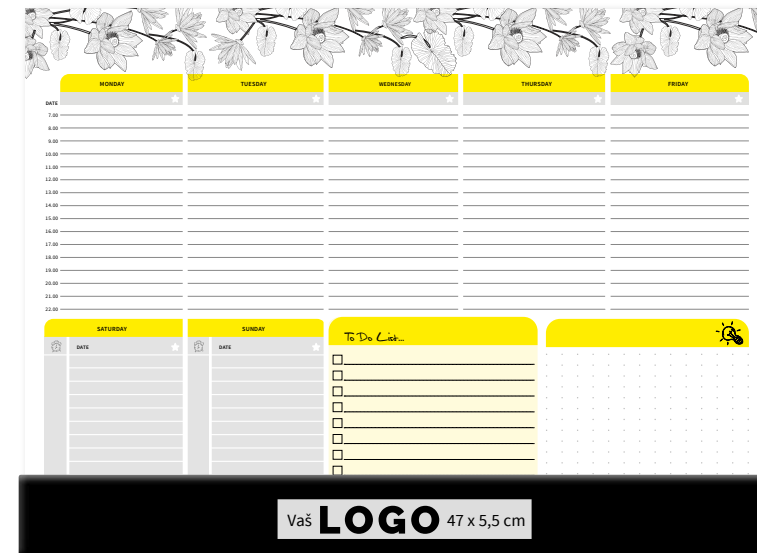 MONDAY TUESDAY WEDNESDAY THURSDAY FRIDAY
DATE
7.00
8.00
9.00
10.00
11.00
12.00
13.00
14.00
15.00
16.00
17.00
18.00
19.00
20.00
21.00
22.00
SATURDAY SUNDAY
To Do List...
DATE DATE
Vaš LOGO 47 x 5,5 cm